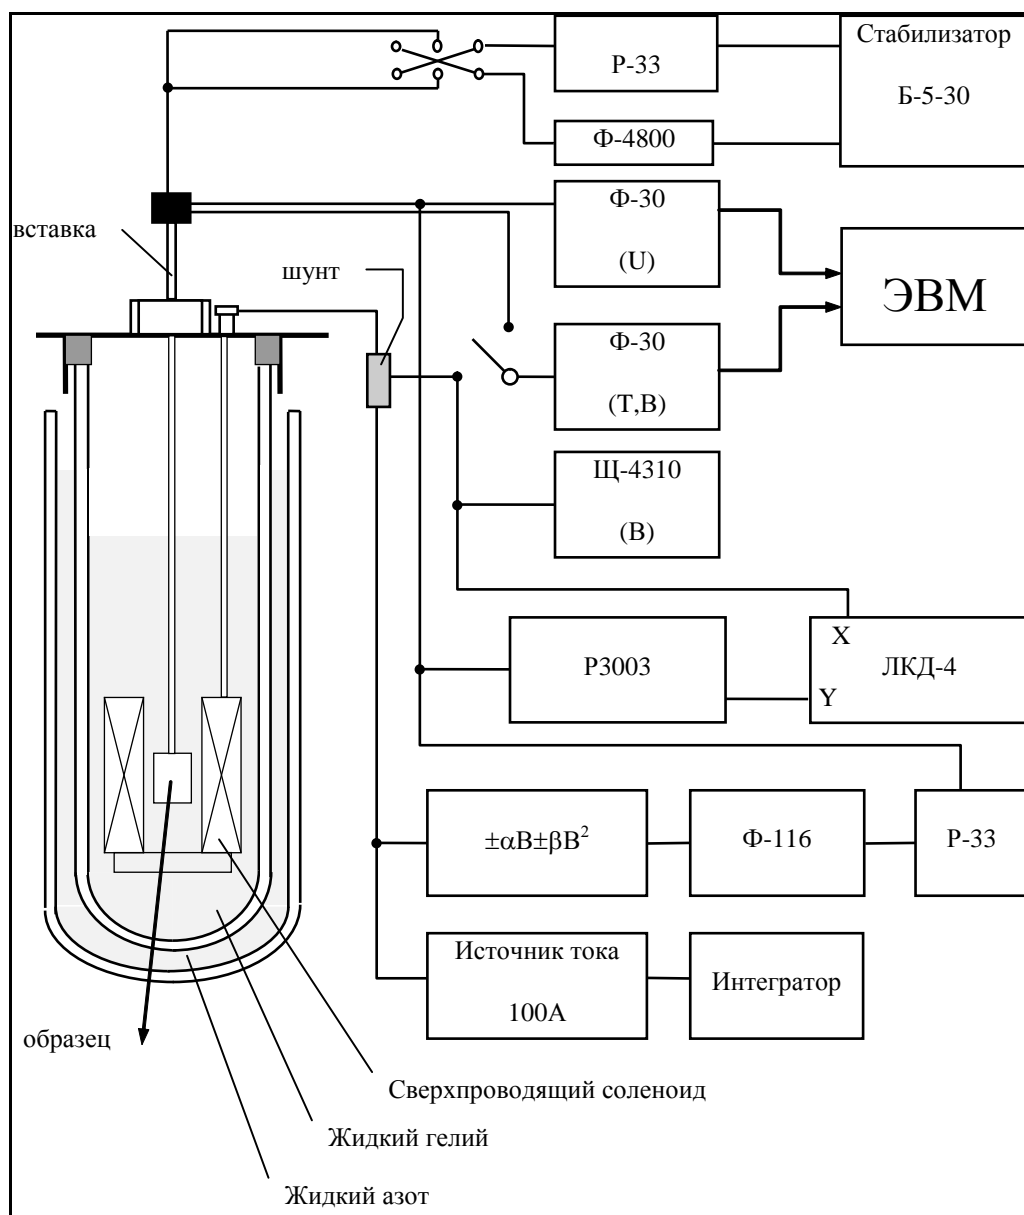 Стабилизатор
Р-33
Б-5-30
Ф-4800
Ф-30
(U)
вставка
шунт
ЭВМ
Ф-30
(Т,В)
Щ-4310
(В)
X
Р3003
ЛКД-4
Y
±αB±βB²
Ф-116
Р-33
Источник тока
100А
Интегратор
образец
Сверхпроводящий соленоид
Жидкий гелий
Жидкий азот